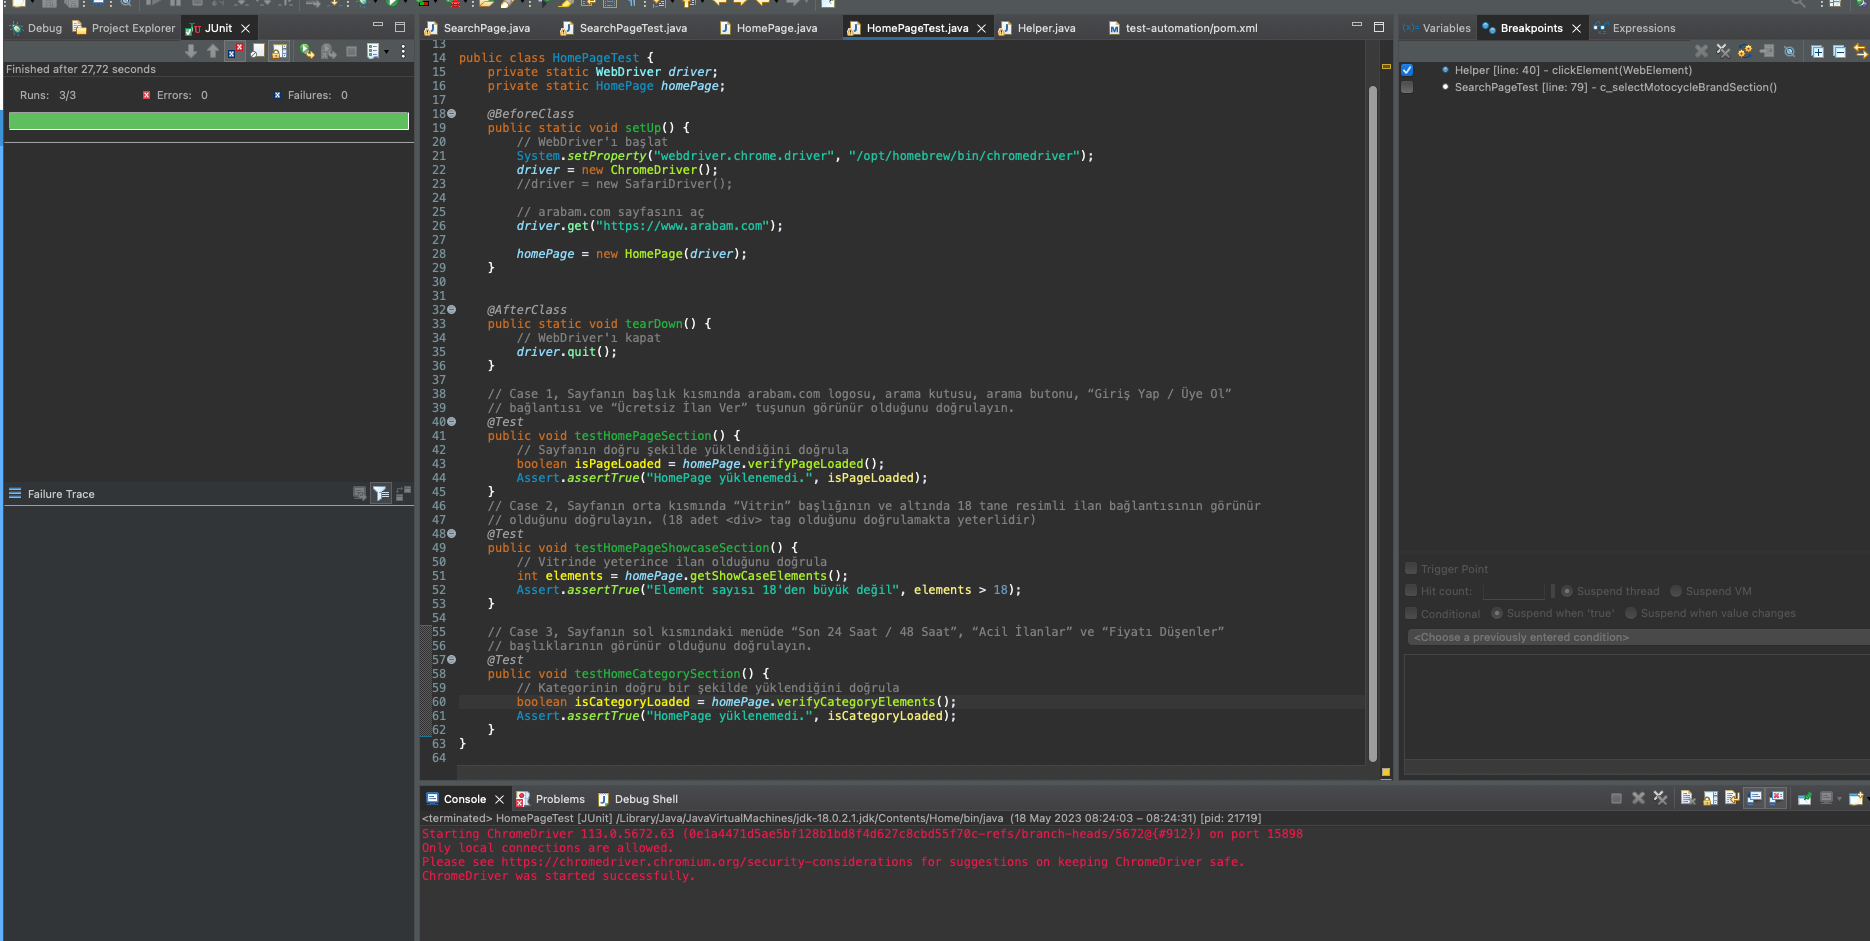 Debug
Project Explorer
JUnit
Finished after 27,72 seconds
Runs: 3/3
Errors: 0
Failures: 0
Failure Trace
SearchPage.java
SearchPageTest.java
HomePage.java
HomePageTest.java
Helper.java
test-automation/pom.xml
13
14 public class HomePageTest {
15 private static WebDriver driver;
16 private static HomePage homePage;
17
18 @BeforeClass
19 public static void setUp() {
20 // WebDriver'ı başlat
21 System.setProperty("webdriver.chrome.driver", "/opt/homebrew/bin/chromedriver");
22 driver = new ChromeDriver();
23 //driver = new SafariDriver();
24
25 // arabam.com sayfasını aç
26 driver.get("https://www.arabam.com");
27
28 homePage = new HomePage(driver);
29 }
30
31
32 @AfterClass
33 public static void tearDown() {
34 // WebDriver'ı kapat
35 driver.quit();
36 }
37
38 // Case 1, Sayfanın başlık kısmında arabam.com logosu, arama kutusu, arama butonu, “Giriş Yap / Üye Ol”
39 // bağlantısı ve “Ücretsiz İlan Ver” tuşunun görünür olduğunu doğrulayın.
40 @Test
41 public void testHomePageSection() {
42 // Sayfanın doğru şekilde yüklendiğini doğrula
43 boolean isPageLoaded = homePage.verifyPageLoaded();
44 Assert.assertTrue("HomePage yüklenemedi.", isPageLoaded);
45 }
46 // Case 2, Sayfanın orta kısmında “Vitrin” başlığının ve altında 18 tane resimli ilan bağlantısının görünür
47 // olduğunu doğrulayın. (18 adet <div> tag olduğunu doğrulamakta yeterlidir)
48 @Test
49 public void testHomePageShowcaseSection() {
50 // Vitrinde yeterince ilan olduğunu doğrula
51 int elements = homePage.getShowCaseElements();
52 Assert.assertTrue("Element sayısı 18'den büyük değil", elements > 18);
53 }
54
55 // Case 3, Sayfanın sol kısmındaki menüde “Son 24 Saat / 48 Saat”, “Acil İlanlar” ve “Fiyatı Düşenler”
56 // başlıklarının görünür olduğunu doğrulayın.
57 @Test
58 public void testHomeCategorySection() {
59 // Kategorinin doğru bir şekilde yüklendiğini doğrula
60 boolean isCategoryLoaded = homePage.verifyCategoryElements();
61 Assert.assertTrue("HomePage yüklenemedi.", isCategoryLoaded);
62 }
63 }
64
Console
Problems
Debug Shell
<terminated> HomePageTest [JUnit] /Library/Java/JavaVirtualMachines/jdk-18.0.2.1.jdk/Contents/Home/bin/java (18 May 2023 08:24:03 – 08:24:31) [pid: 21719]
Starting ChromeDriver 113.0.5672.63 (0e1a4471d5ae5bf128b1bd8f4d627c8cbd55f70c-refs/branch-heads/5672@{#912}) on port 15898
Only local connections are allowed.
Please see https://chromedriver.chromium.org/security-considerations for suggestions on keeping ChromeDriver safe.
ChromeDriver was started successfully.
Variables
Breakpoints
Expressions
Helper [line: 40] - clickElement(WebElement)
SearchPageTest [line: 79] - c_selectMotocycleBrandSection()
Trigger Point
Hit count:
Suspend thread
Suspend VM
Conditional
Suspend when 'true'
Suspend when value changes
<Choose a previously entered condition>